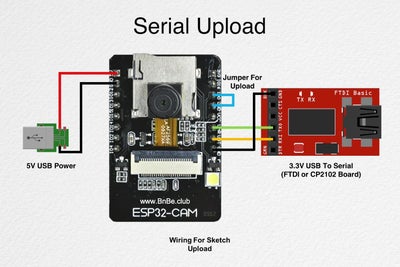 Serial Upload
Jumper For
Upload
FTDI Basic
TX RX
GRN
5V USB Power
3.3V USB To Serial
(FTDI or CP2102 Board)
www.BnBe.club
ESP32-CAM
Wiring For Sketch
Upload